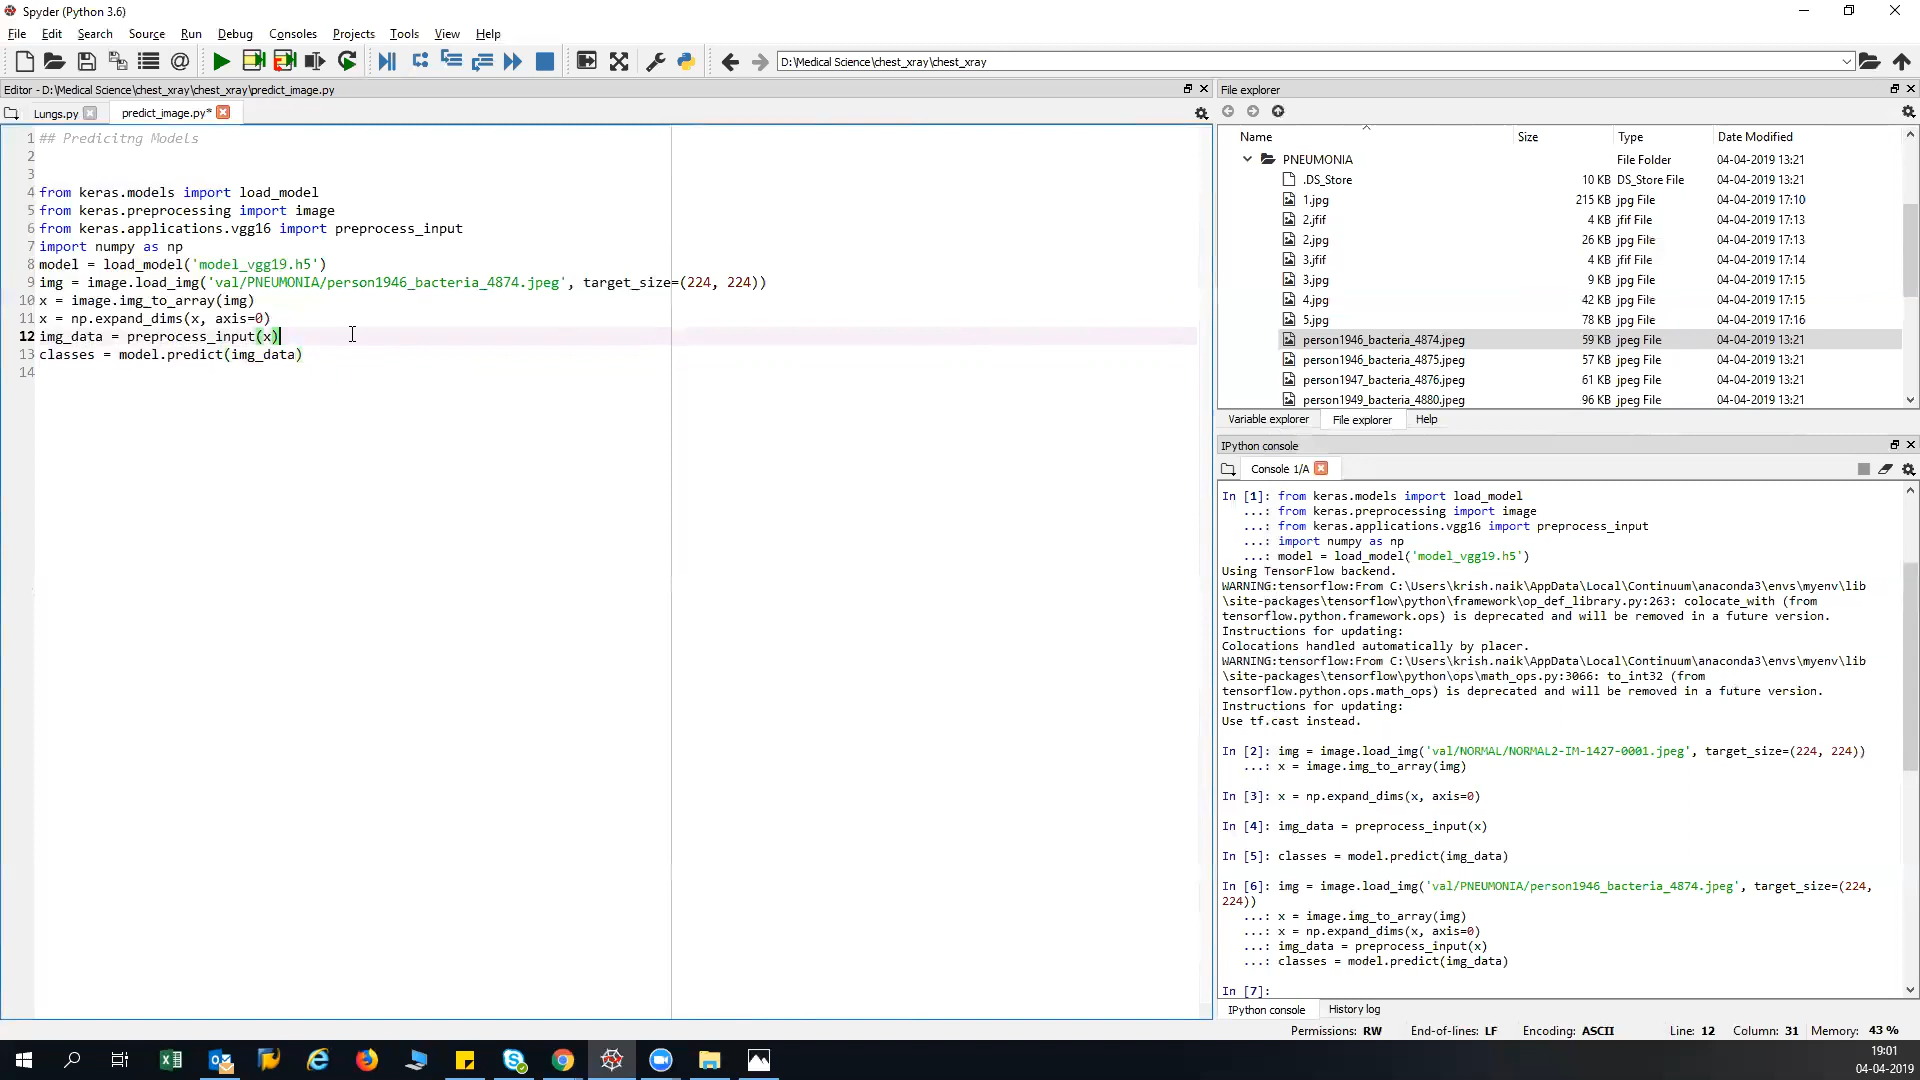 Spyder (Python 3.6)
File Edit Search Source Run Debug Consoles Projects Tools View Help
D:\Medical Science\chest_xray\chest_xray
Editor - D:\Medical Science\chest_xray\chest_xray\predict_image.py
Lungs.py predict_image.py*
1 ## Predicitng Models
2
3
4 from keras.models import load_model
5 from keras.preprocessing import image
6 from keras.applications.vgg16 import preprocess_input
7 import numpy as np
8 model = load_model('model_vgg19.h5')
9 img = image.load_img('val/PNEUMONIA/person1946_bacteria_4874.jpeg', target_size=(224, 224))
10 x = image.img_to_array(img)
11 x = np.expand_dims(x, axis=0)
12 img_data = preprocess_input(x)
13 classes = model.predict(img_data)
14
File explorer
Name Size Type Date Modified
PNEUMONIA File Folder 04-04-2019 13:21
.DS_Store 10 KB DS_Store File 04-04-2019 13:21
1.jpg 215 KB jpg File 04-04-2019 17:10
2.jfif 4 KB jfif File 04-04-2019 17:13
2.jpg 26 KB jpg File 04-04-2019 17:13
3.jfif 4 KB jfif File 04-04-2019 17:14
3.jpg 9 KB jpg File 04-04-2019 17:15
4.jpg 42 KB jpg File 04-04-2019 17:15
5.jpg 78 KB jpg File 04-04-2019 17:16
person1946_bacteria_4874.jpeg 59 KB jpeg File 04-04-2019 13:21
person1946_bacteria_4875.jpeg 57 KB jpeg File 04-04-2019 13:21
person1947_bacteria_4876.jpeg 61 KB jpeg File 04-04-2019 13:21
person1949_bacteria_4880.jpeg 96 KB jpeg File 04-04-2019 13:21
Variable explorer File explorer Help
IPython console
Console 1/A
In [1]: from keras.models import load_model
...: from keras.preprocessing import image
...: from keras.applications.vgg16 import preprocess_input
...: import numpy as np
...: model = load_model('model_vgg19.h5')
Using TensorFlow backend.
WARNING:tensorflow:From C:\Users\krish.naik\AppData\Local\Continuum\anaconda3\envs\myenv\lib
\site-packages\tensorflow\python\framework\op_def_library.py:263: colocate_with (from
tensorflow.python.framework.ops) is deprecated and will be removed in a future version.
Instructions for updating:
Colocations handled automatically by placer.
WARNING:tensorflow:From C:\Users\krish.naik\AppData\Local\Continuum\anaconda3\envs\myenv\lib
\site-packages\tensorflow\python\ops\math_ops.py:3066: to_int32 (from
tensorflow.python.ops.math_ops) is deprecated and will be removed in a future version.
Instructions for updating:
Use tf.cast instead.
In [2]: img = image.load_img('val/NORMAL/NORMAL2-IM-1427-0001.jpeg', target_size=(224, 224))
...: x = image.img_to_array(img)
In [3]: x = np.expand_dims(x, axis=0)
In [4]: img_data = preprocess_input(x)
In [5]: classes = model.predict(img_data)
In [6]: img = image.load_img('val/PNEUMONIA/person1946_bacteria_4874.jpeg', target_size=(224,
224))
...: x = image.img_to_array(img)
...: x = np.expand_dims(x, axis=0)
...: img_data = preprocess_input(x)
...: classes = model.predict(img_data)
In [7]:
IPython console History log
Permissions: RW End-of-lines: LF Encoding: ASCII Line: 12 Column: 31 Memory: 43 %
19:01
04-04-2019